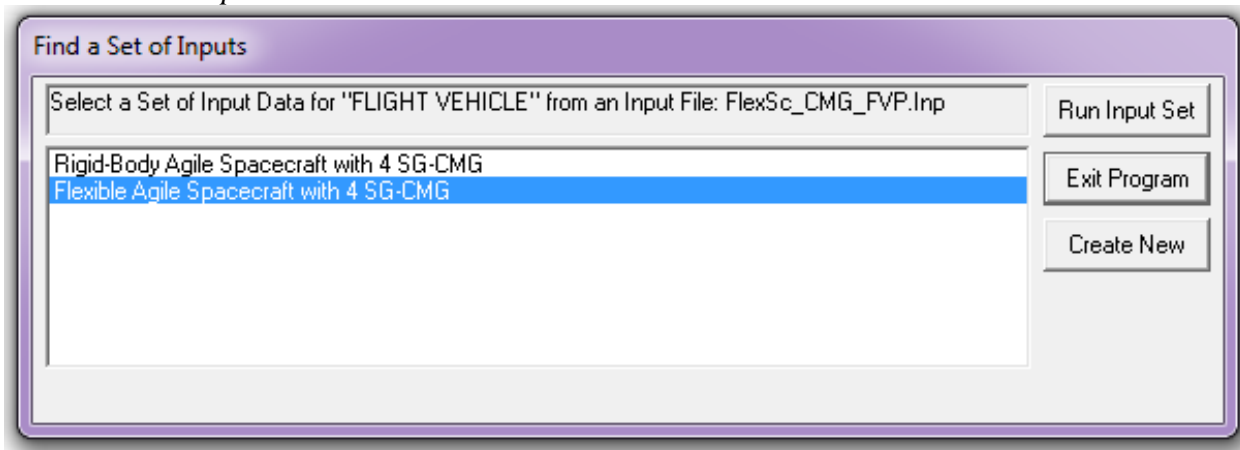 Find a Set of Inputs
Select a Set of Input Data for "FLIGHT VEHICLE" from an Input File: FlexSc_CMG_FVP.Inp
Run Input Set
Rigid-Body Agile Spacecraft with 4 SG-CMG
Flexible Agile Spacecraft with 4 SG-CMG
Exit Program
Create New